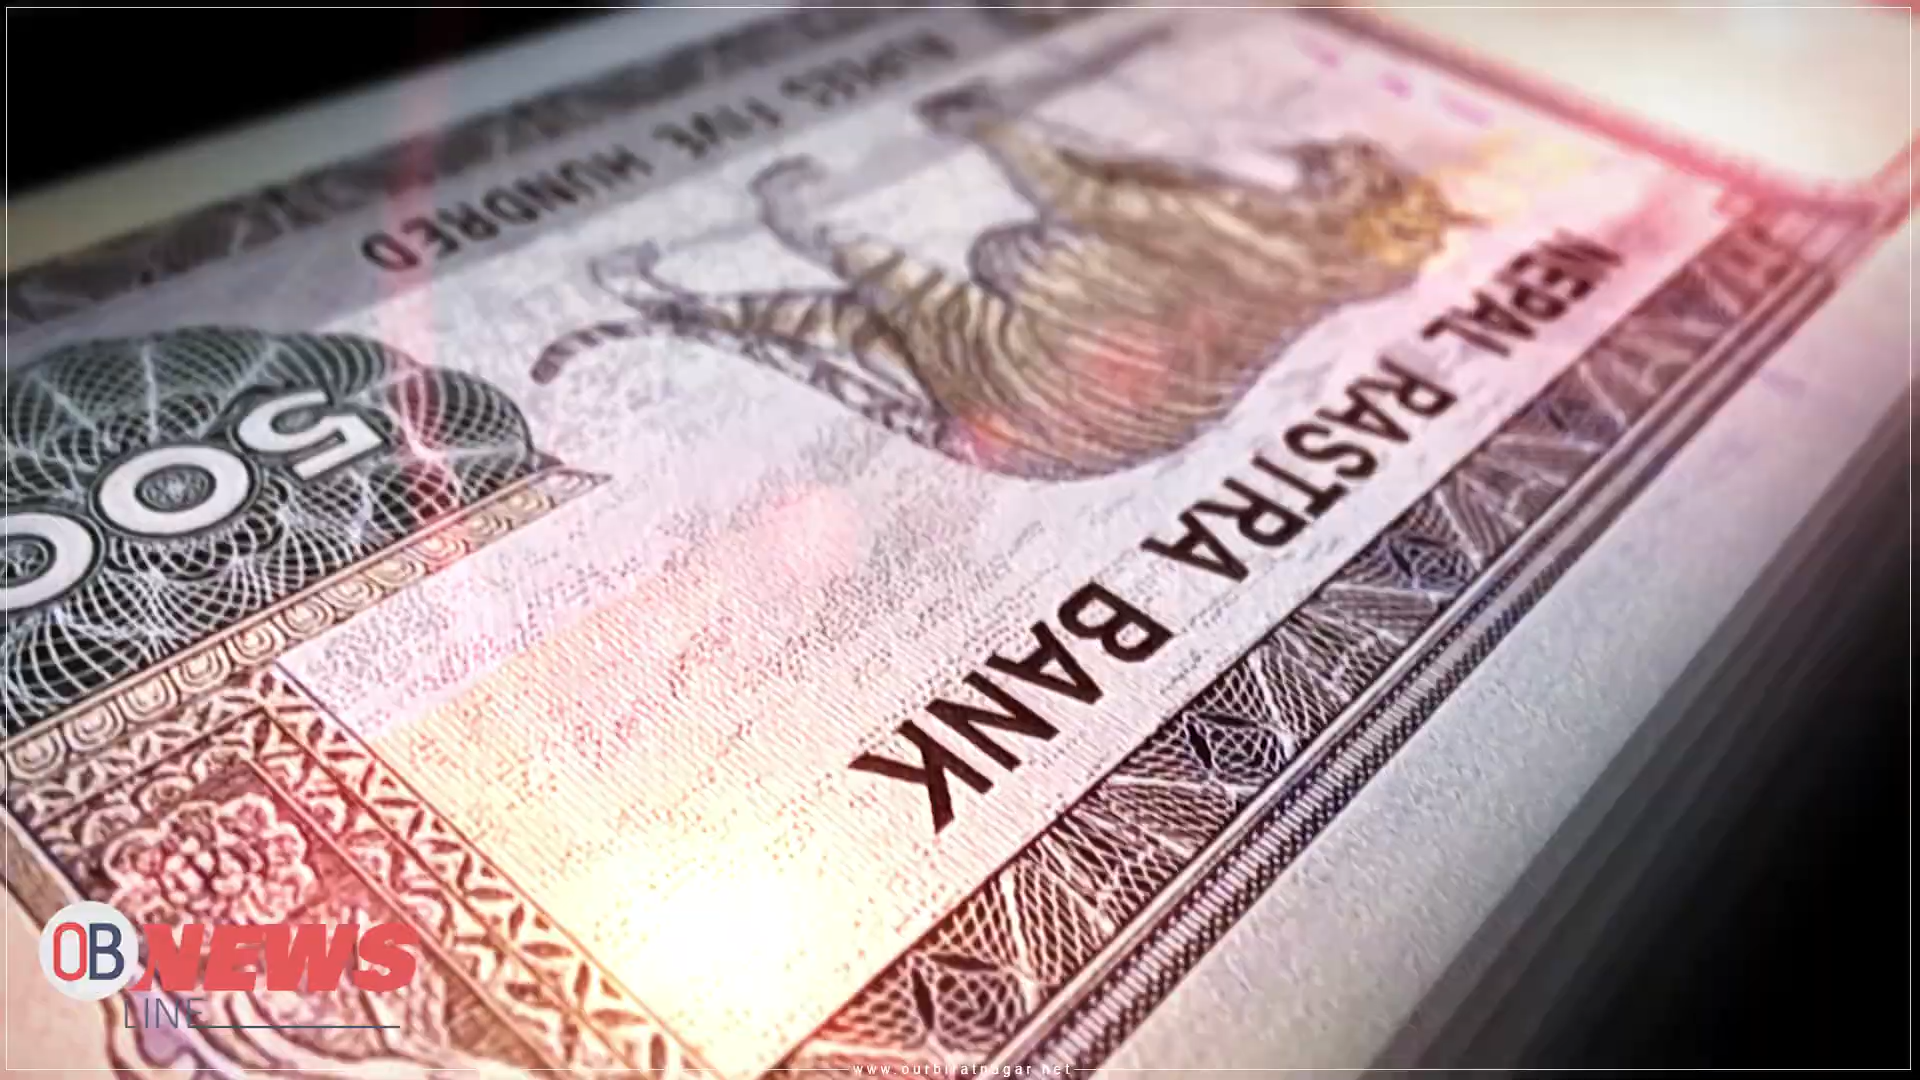 RUPEES FIVE HUNDRED
500
NEPAL RASTRA BANK
OB NEWS
LINE
www.ourbiratnagar.net